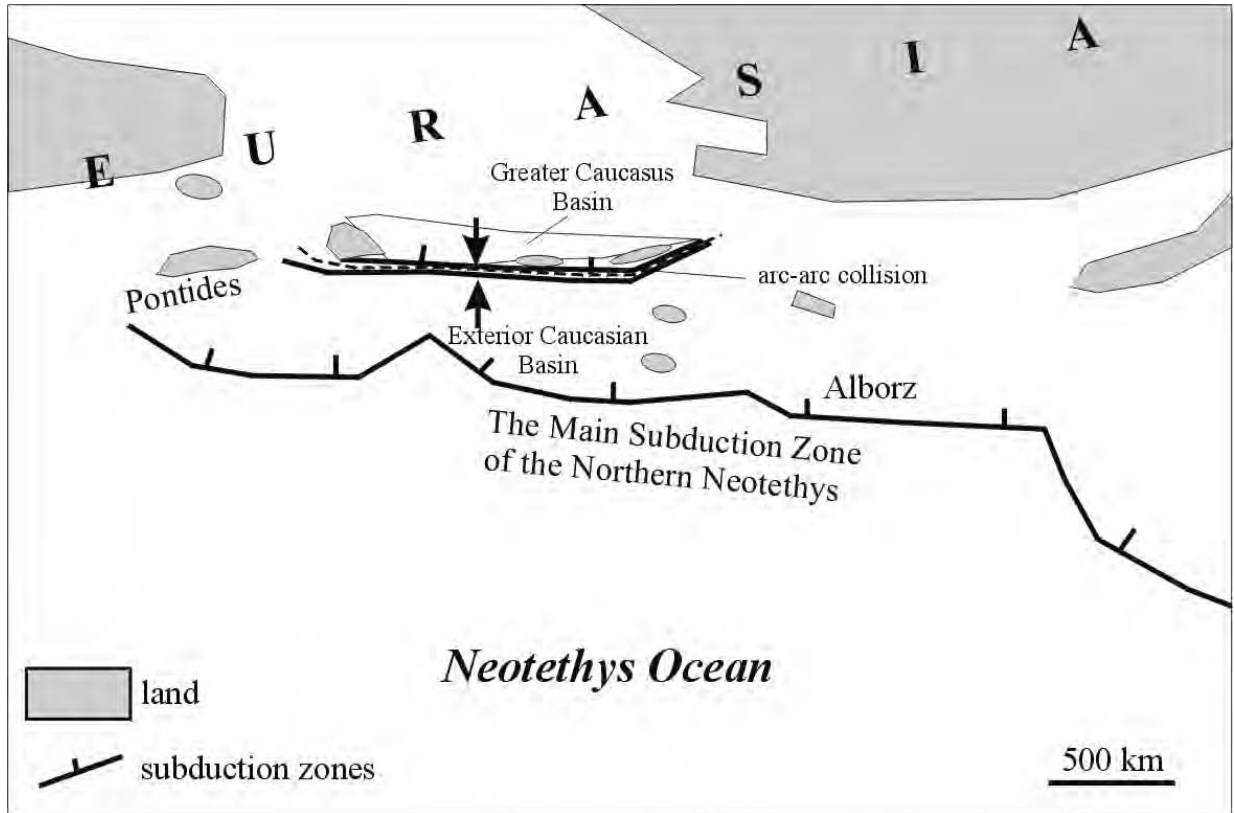 E U R A S I A
Greater Caucasus
Basin
arc-arc collision
Pontides
Exterior Caucasian
Basin
Alborz
The Main Subduction Zone
of the Northern Neotethys
Neotethys Ocean
land
subduction zones
500 km